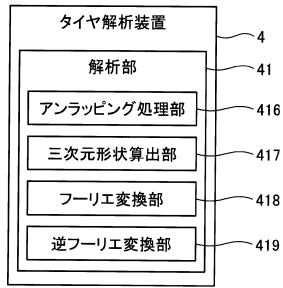 タイヤ解析装置
4
解析部
41
アンラッピング処理部
416
三次元形状算出部
417
フーリエ変換部
418
逆フーリエ変換部
419